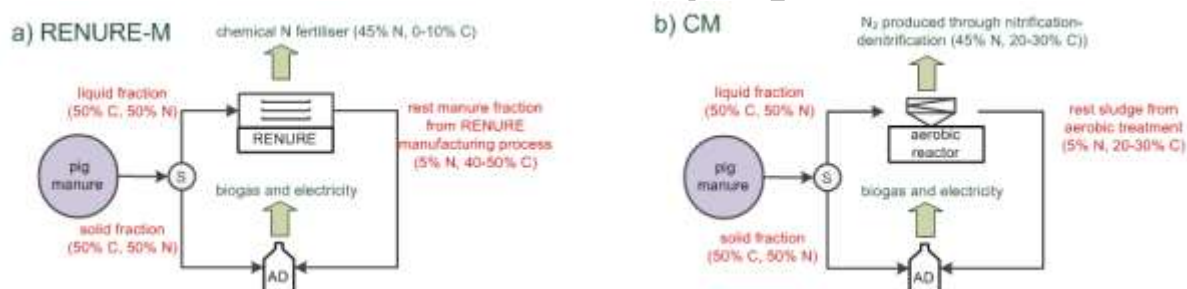 a) RENURE-M
chemical N fertiliser (45% N, 0-10% C)
liquid fraction
(50% C, 50% N)
RENURE
rest manure fraction
from RENURE
manufacturing process
(5% N, 40-50% C)
pig
manure
S
biogas and electricity
solid fraction
(50% C, 50% N)
AD
b) CM
N₂ produced through nitrification-
denitrification (45% N, 20-30% C))
liquid fraction
(50% C, 50% N)
aerobic
reactor
rest sludge from
aerobic treatment
(5% N, 20-30% C)
pig
manure
S
biogas and electricity
solid fraction
(50% C, 50% N)
AD